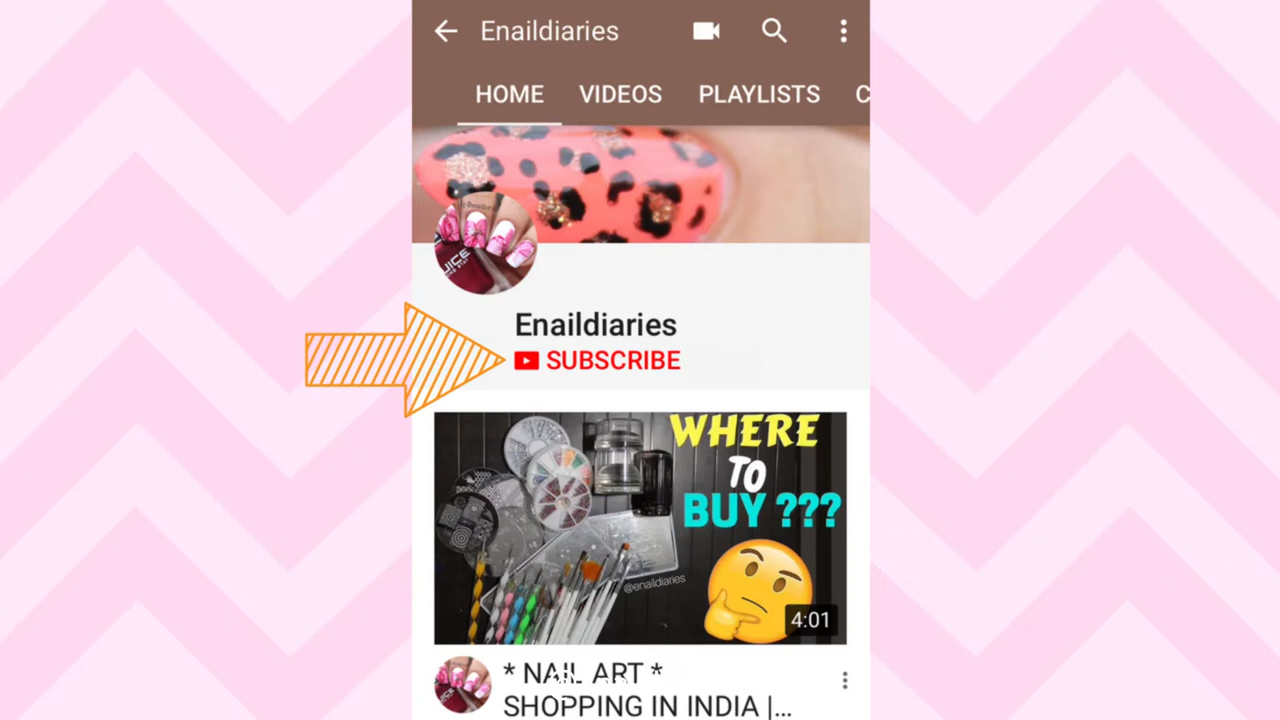 Enaildiaries
HOME VIDEOS PLAYLISTS C
Enaildiaries
SUBSCRIBE
WHERE
TO
BUY ???
@enaildiaries
4:01
* NAIL ART *
SHOPPING IN INDIA |...